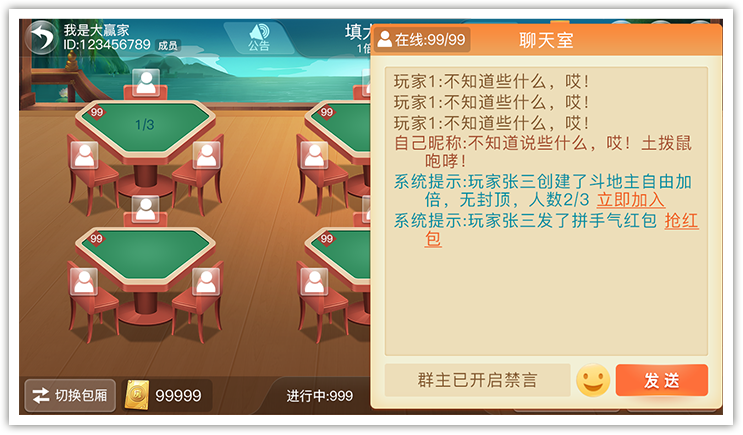 我是大赢家
ID:123456789 成员
公告
填大
1倍
在线:99/99
聊天室
99
1/3
99
99
99
玩家1:不知道些什么，哎！
玩家1:不知道些什么，哎！
玩家1:不知道些什么，哎！
自己昵称:不知道说些什么，哎！土拨鼠
咆哮！
系统提示:玩家张三创建了斗地主自由加
倍，无封顶，人数2/3 立即加入
系统提示:玩家张三发了拼手气红包 抢红
包
群主已开启禁言
发送
切换包厢
99999
进行中:999